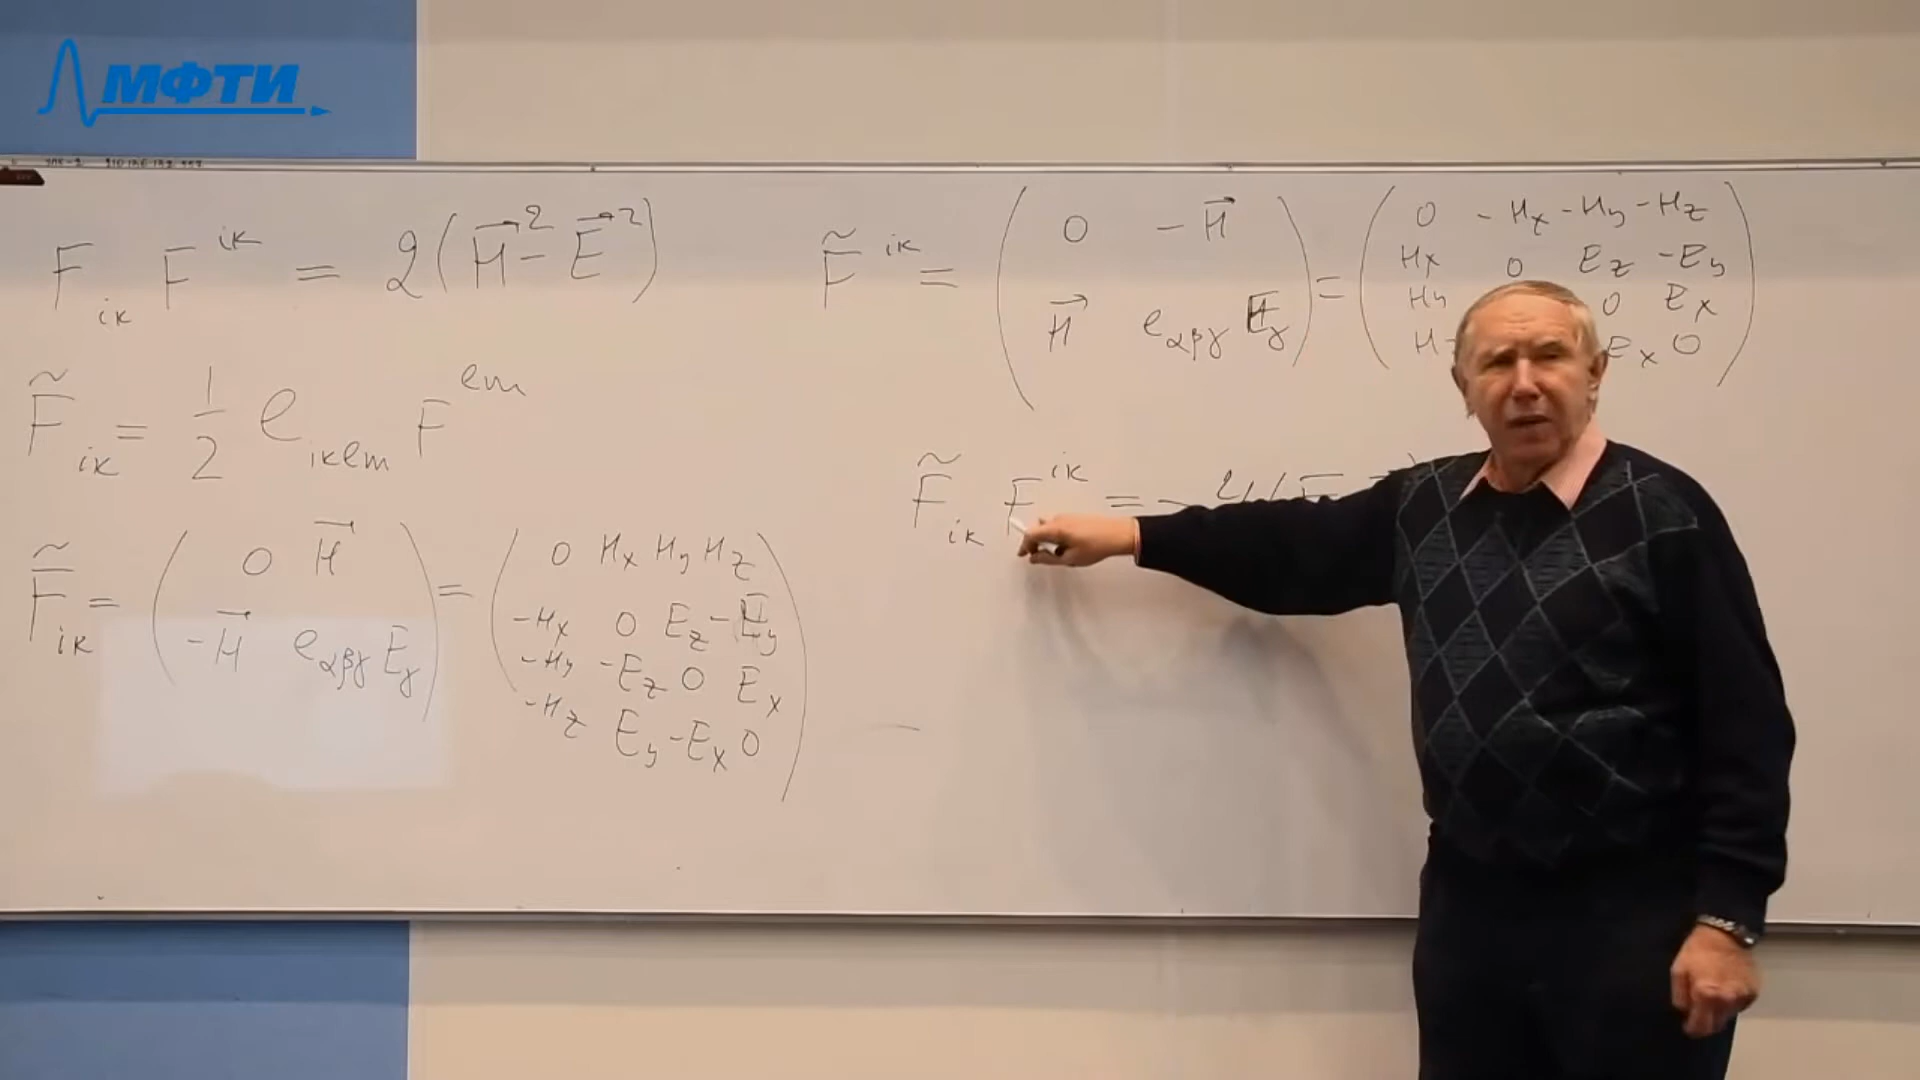 МФТИ
F_{ik} F^{ik} = 2(H⃗² - E⃗²)
F̃_{ik} = 1/2 e_{iklm} F^{lm}
F̃_{ik} = ( 0 H⃗
-H⃗ e_{αβγ} E_γ ) = ( 0 H_x H_y H_z
-H_x 0 E_z -E_y
-H_y -E_z 0 E_x
-H_z E_y -E_x 0 )
F̃^{ik} = ( 0 -H⃗
H⃗ e_{αβγ} E_γ ) = ( 0 -H_x -H_y -H_z
H_x 0 E_z -E_y
H_y 0 E_x
H_z E_x 0 )
F̃_{ik} F^{ik} = -4(E